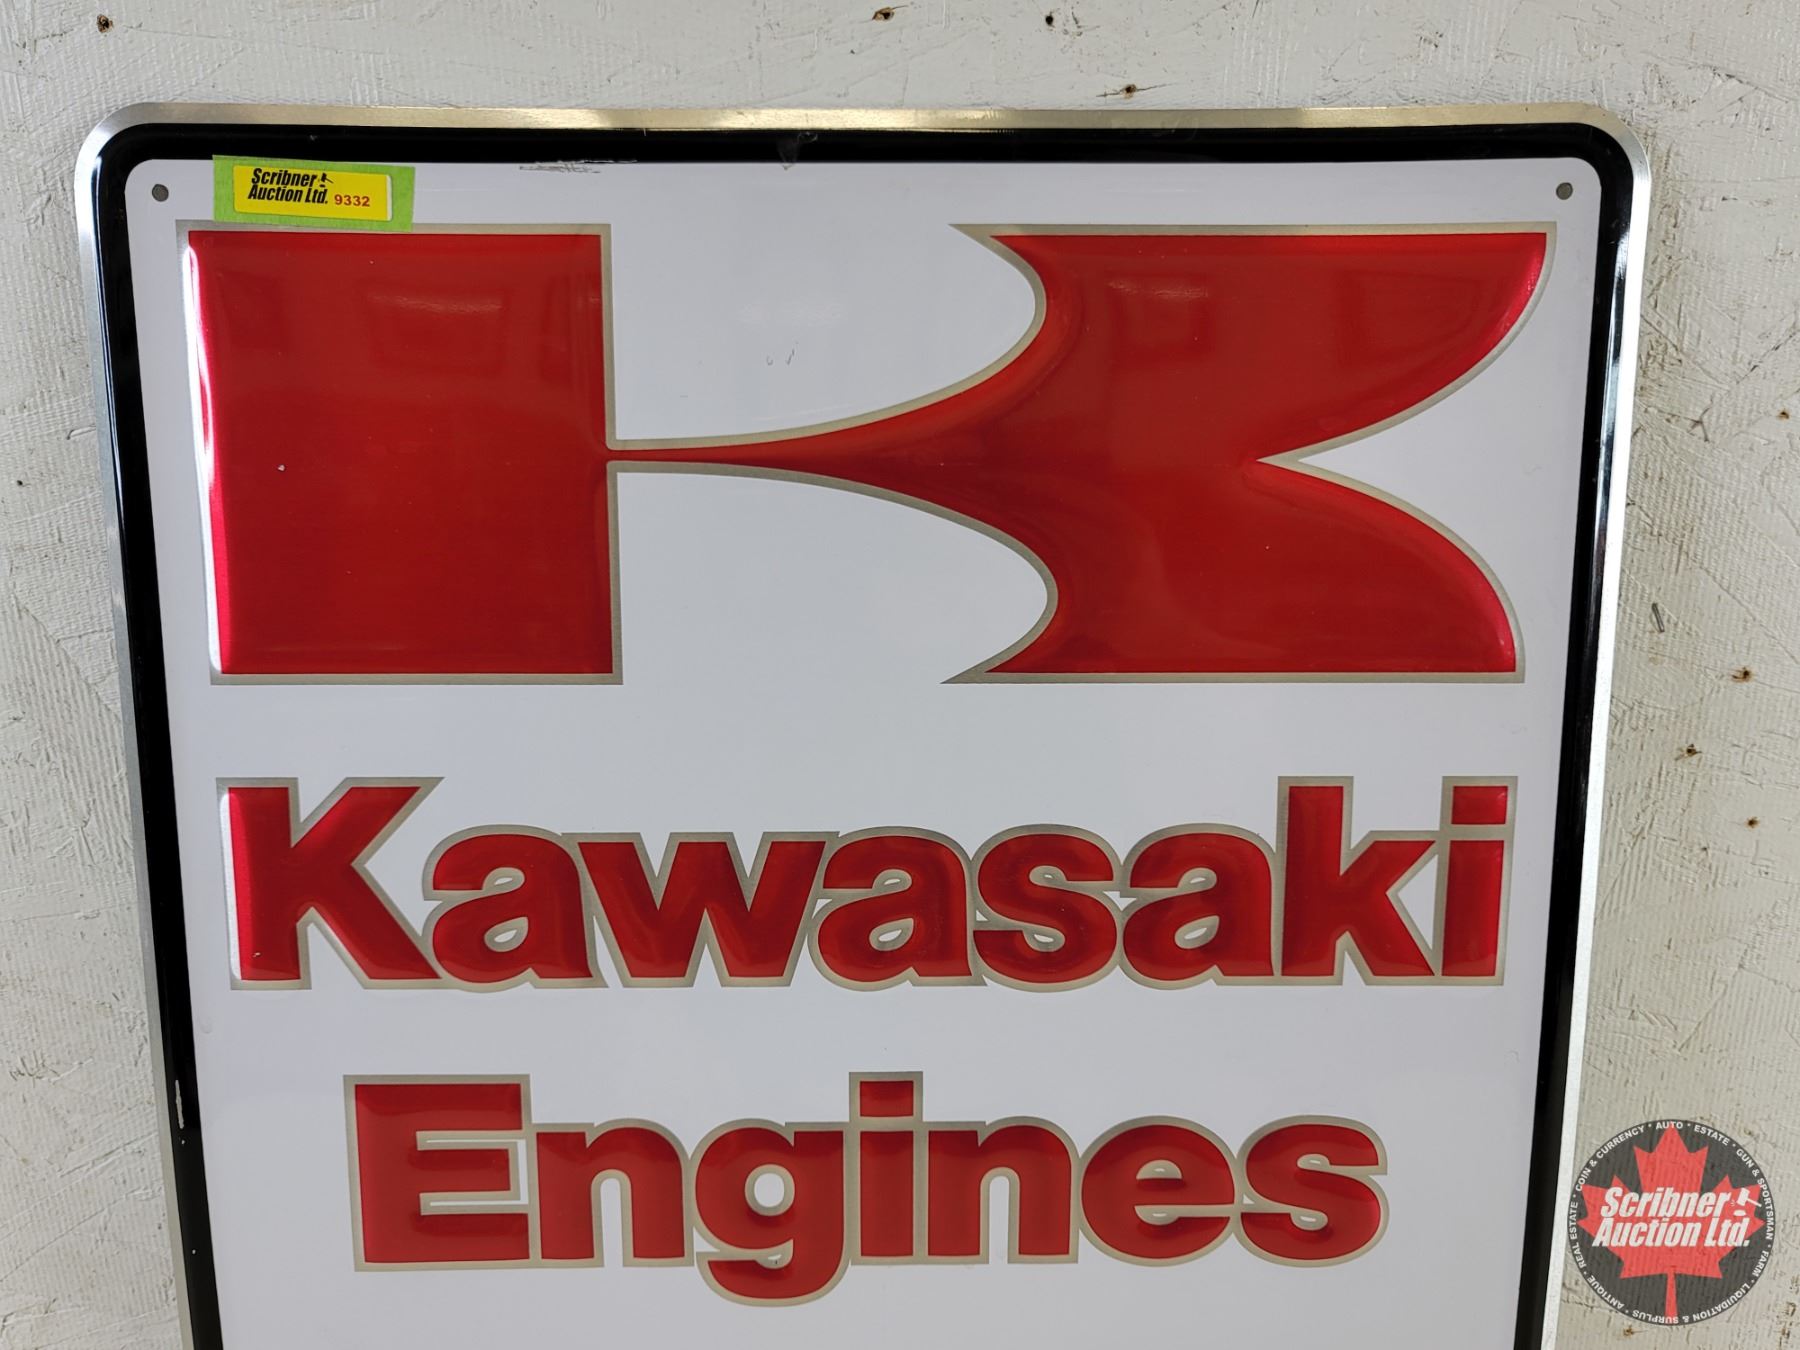 Scribner
Auction Ltd. 9332
Kawasaki
Engines
COIN & CURRENCY • AUTO • ESTATE • GUN & SPORTSMAN • FARM • LIQUIDATION & SURPLUS • ANTIQUE • REAL ESTATE •
Scribner
Auction Ltd.